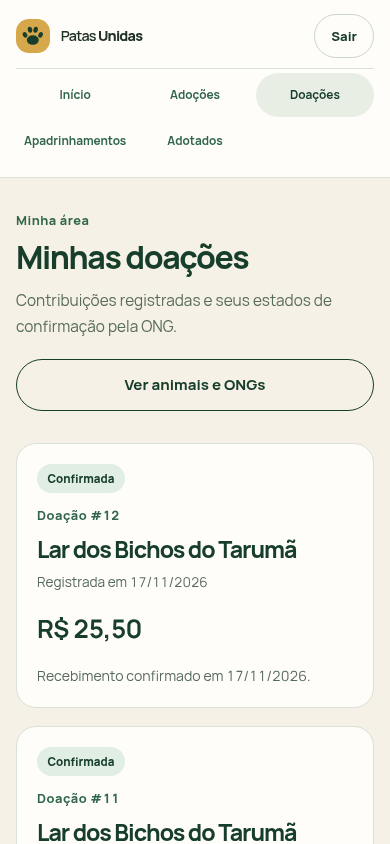 Patas Unidas
Sair
Início
Adoções
Doações
Apadrinhamentos
Adotados
Minha área
Minhas doações
Contribuições registradas e seus estados de
confirmação pela ONG.
Ver animais e ONGs
Confirmada
Doação #12
Lar dos Bichos do Tarumã
Registrada em 17/11/2026
R$ 25,50
Recebimento confirmado em 17/11/2026.
Confirmada
Doação #11
Lar dos Bichos do Tarumã